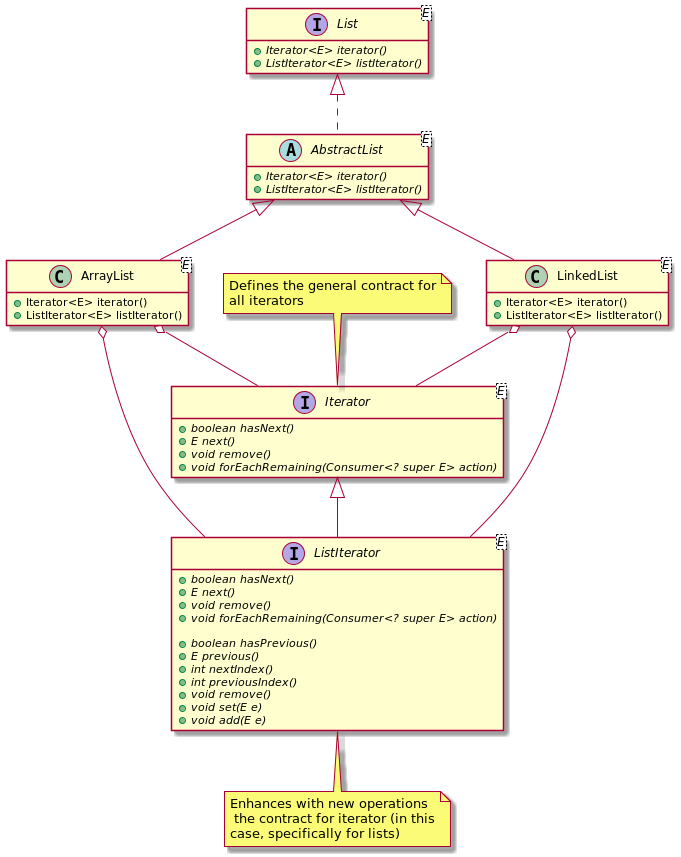 I List E
Iterator<E> iterator()
ListIterator<E> listIterator()
A AbstractList E
Iterator<E> iterator()
ListIterator<E> listIterator()
C ArrayList E
Iterator<E> iterator()
ListIterator<E> listIterator()
Defines the general contract for
all iterators
C LinkedList E
Iterator<E> iterator()
ListIterator<E> listIterator()
I Iterator E
boolean hasNext()
E next()
void remove()
void forEachRemaining(Consumer<? super E> action)
I ListIterator E
boolean hasNext()
E next()
void remove()
void forEachRemaining(Consumer<? super E> action)
boolean hasPrevious()
E previous()
int nextIndex()
int previousIndex()
void remove()
void set(E e)
void add(E e)
Enhances with new operations
the contract for iterator (in this
case, specifically for lists)